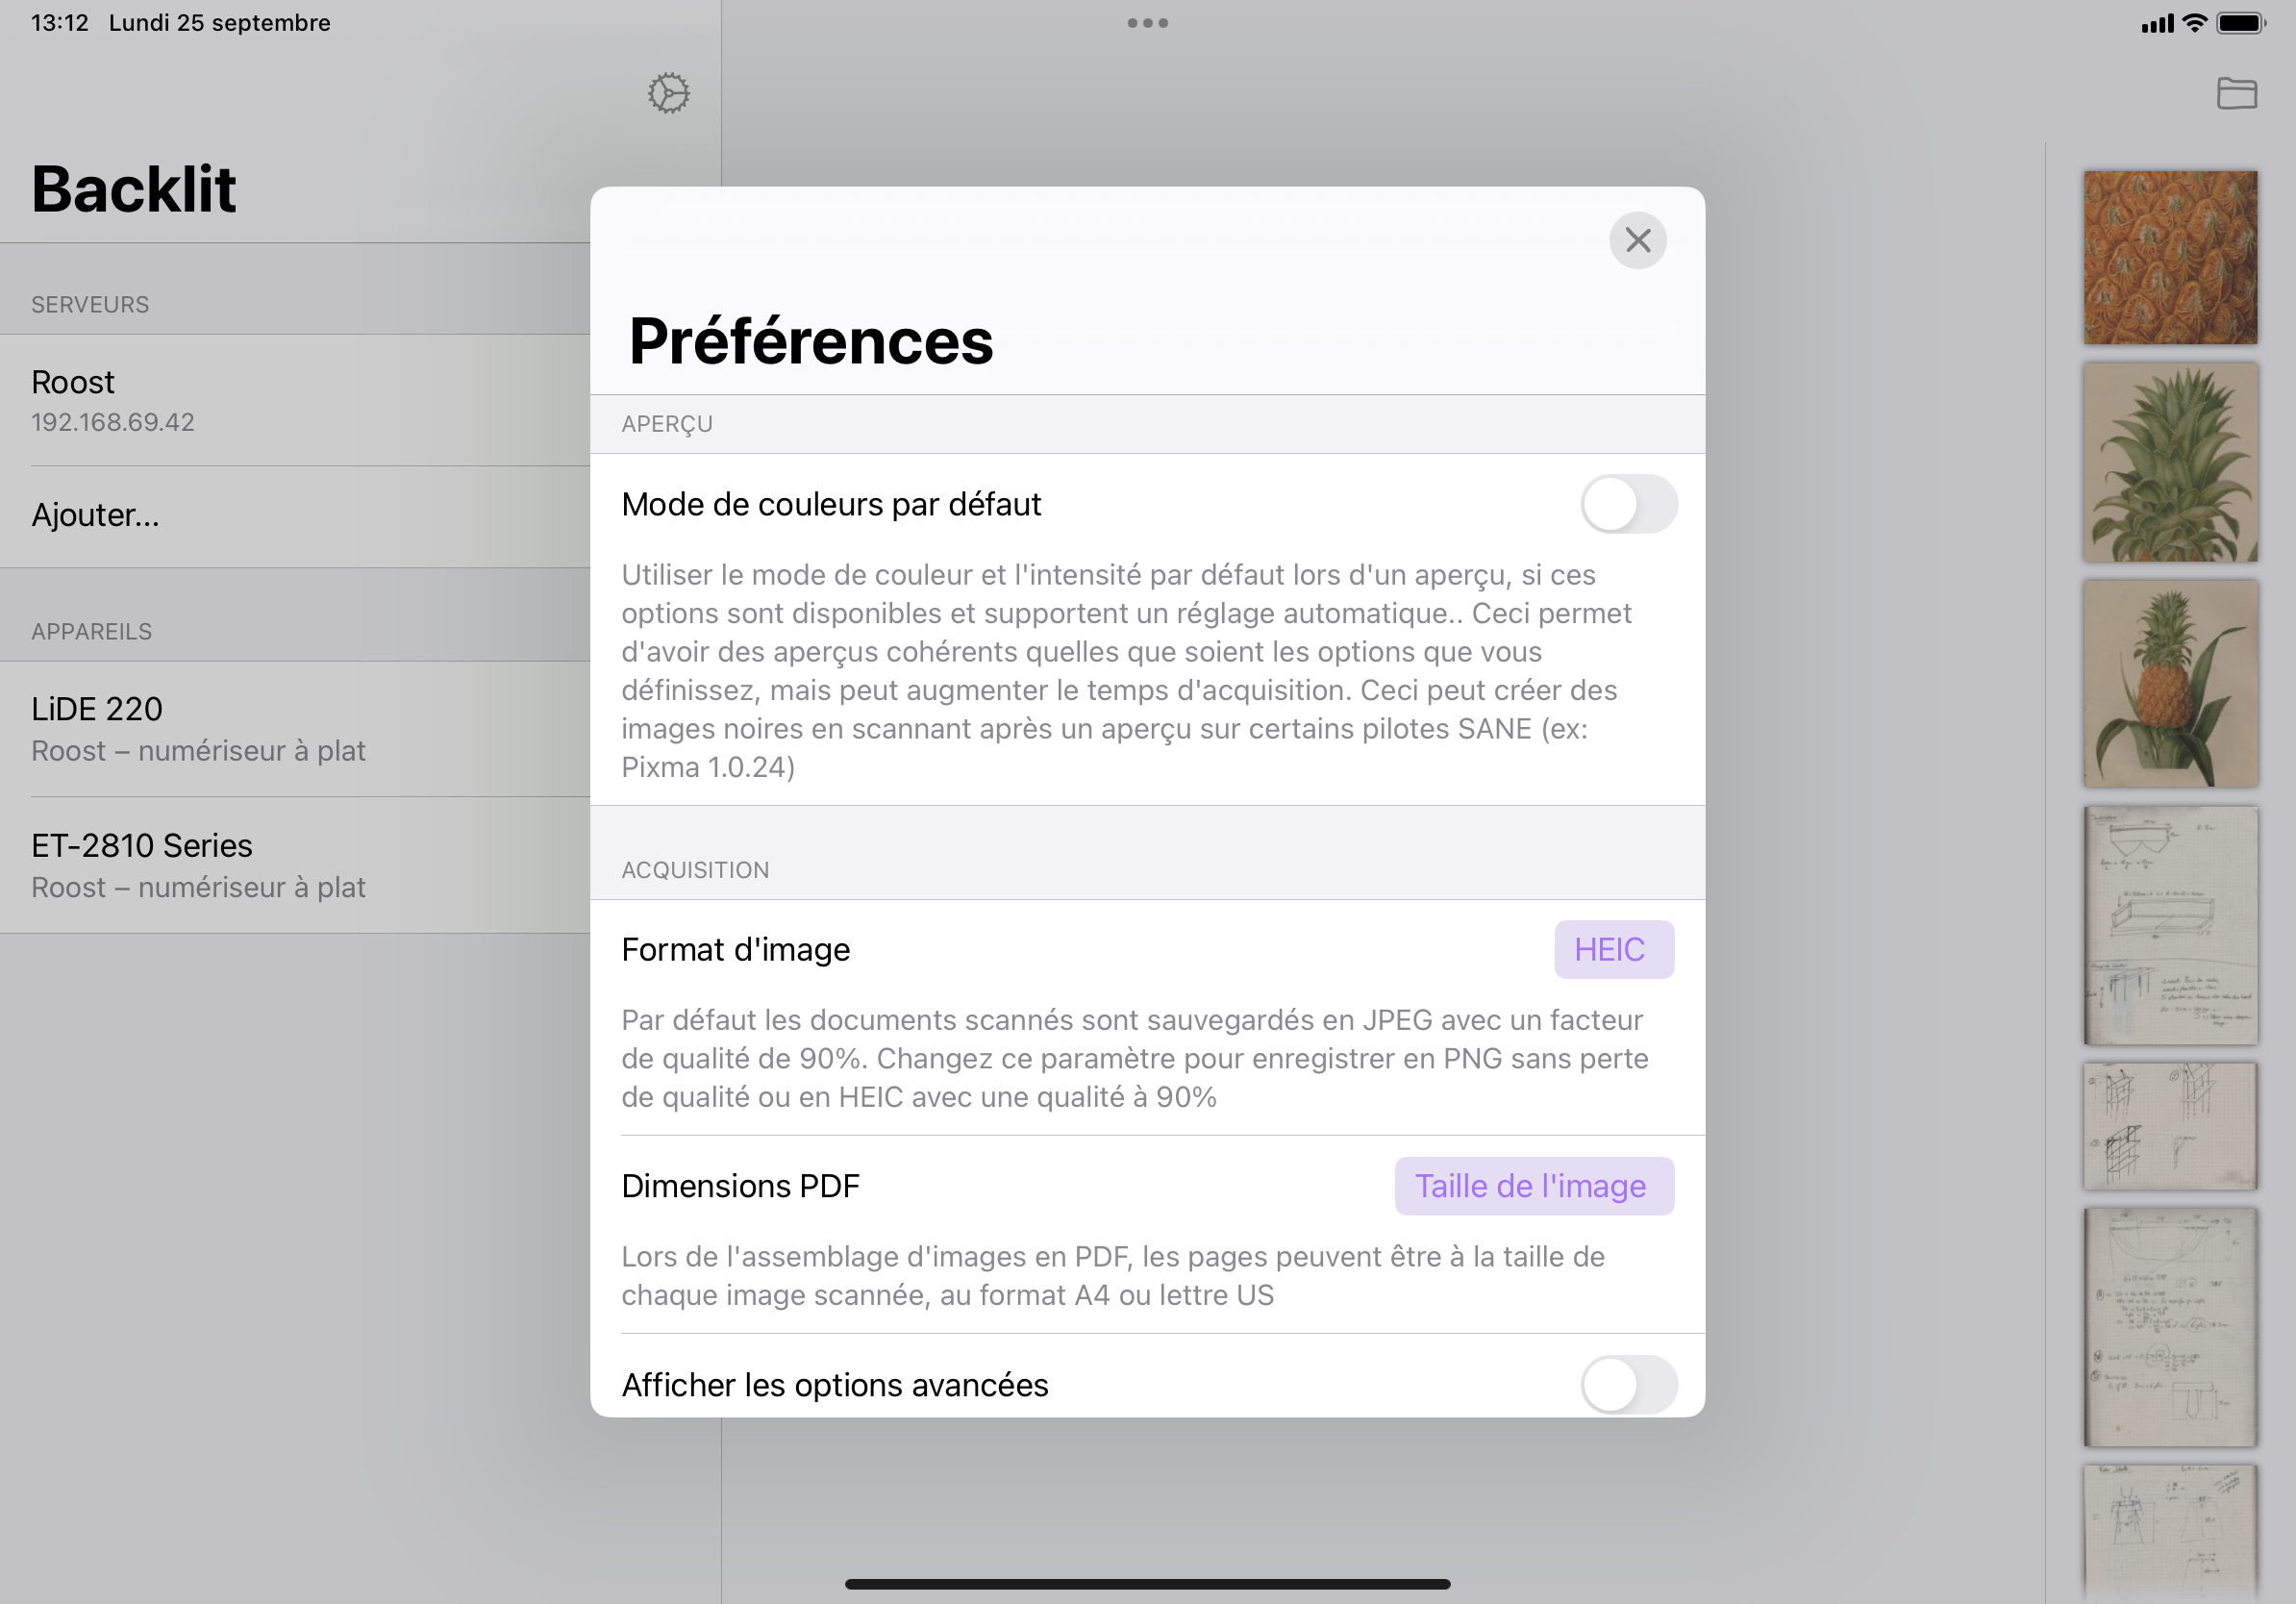 13:12 Lundi 25 septembre
Backlit
SERVEURS
Roost
192.168.69.42
Ajouter...
APPAREILS
LiDE 220
Roost – numériseur à plat
ET-2810 Series
Roost – numériseur à plat
Préférences
APERÇU
Mode de couleurs par défaut
Utiliser le mode de couleur et l'intensité par défaut lors d'un aperçu, si ces
options sont disponibles et supportent un réglage automatique.. Ceci permet
d'avoir des aperçus cohérents quelles que soient les options que vous
définissez, mais peut augmenter le temps d'acquisition. Ceci peut créer des
images noires en scannant après un aperçu sur certains pilotes SANE (ex:
Pixma 1.0.24)
ACQUISITION
Format d'image
HEIC
Par défaut les documents scannés sont sauvegardés en JPEG avec un facteur
de qualité de 90%. Changez ce paramètre pour enregistrer en PNG sans perte
de qualité ou en HEIC avec une qualité à 90%
Dimensions PDF
Taille de l'image
Lors de l'assemblage d'images en PDF, les pages peuvent être à la taille de
chaque image scannée, au format A4 ou lettre US
Afficher les options avancées